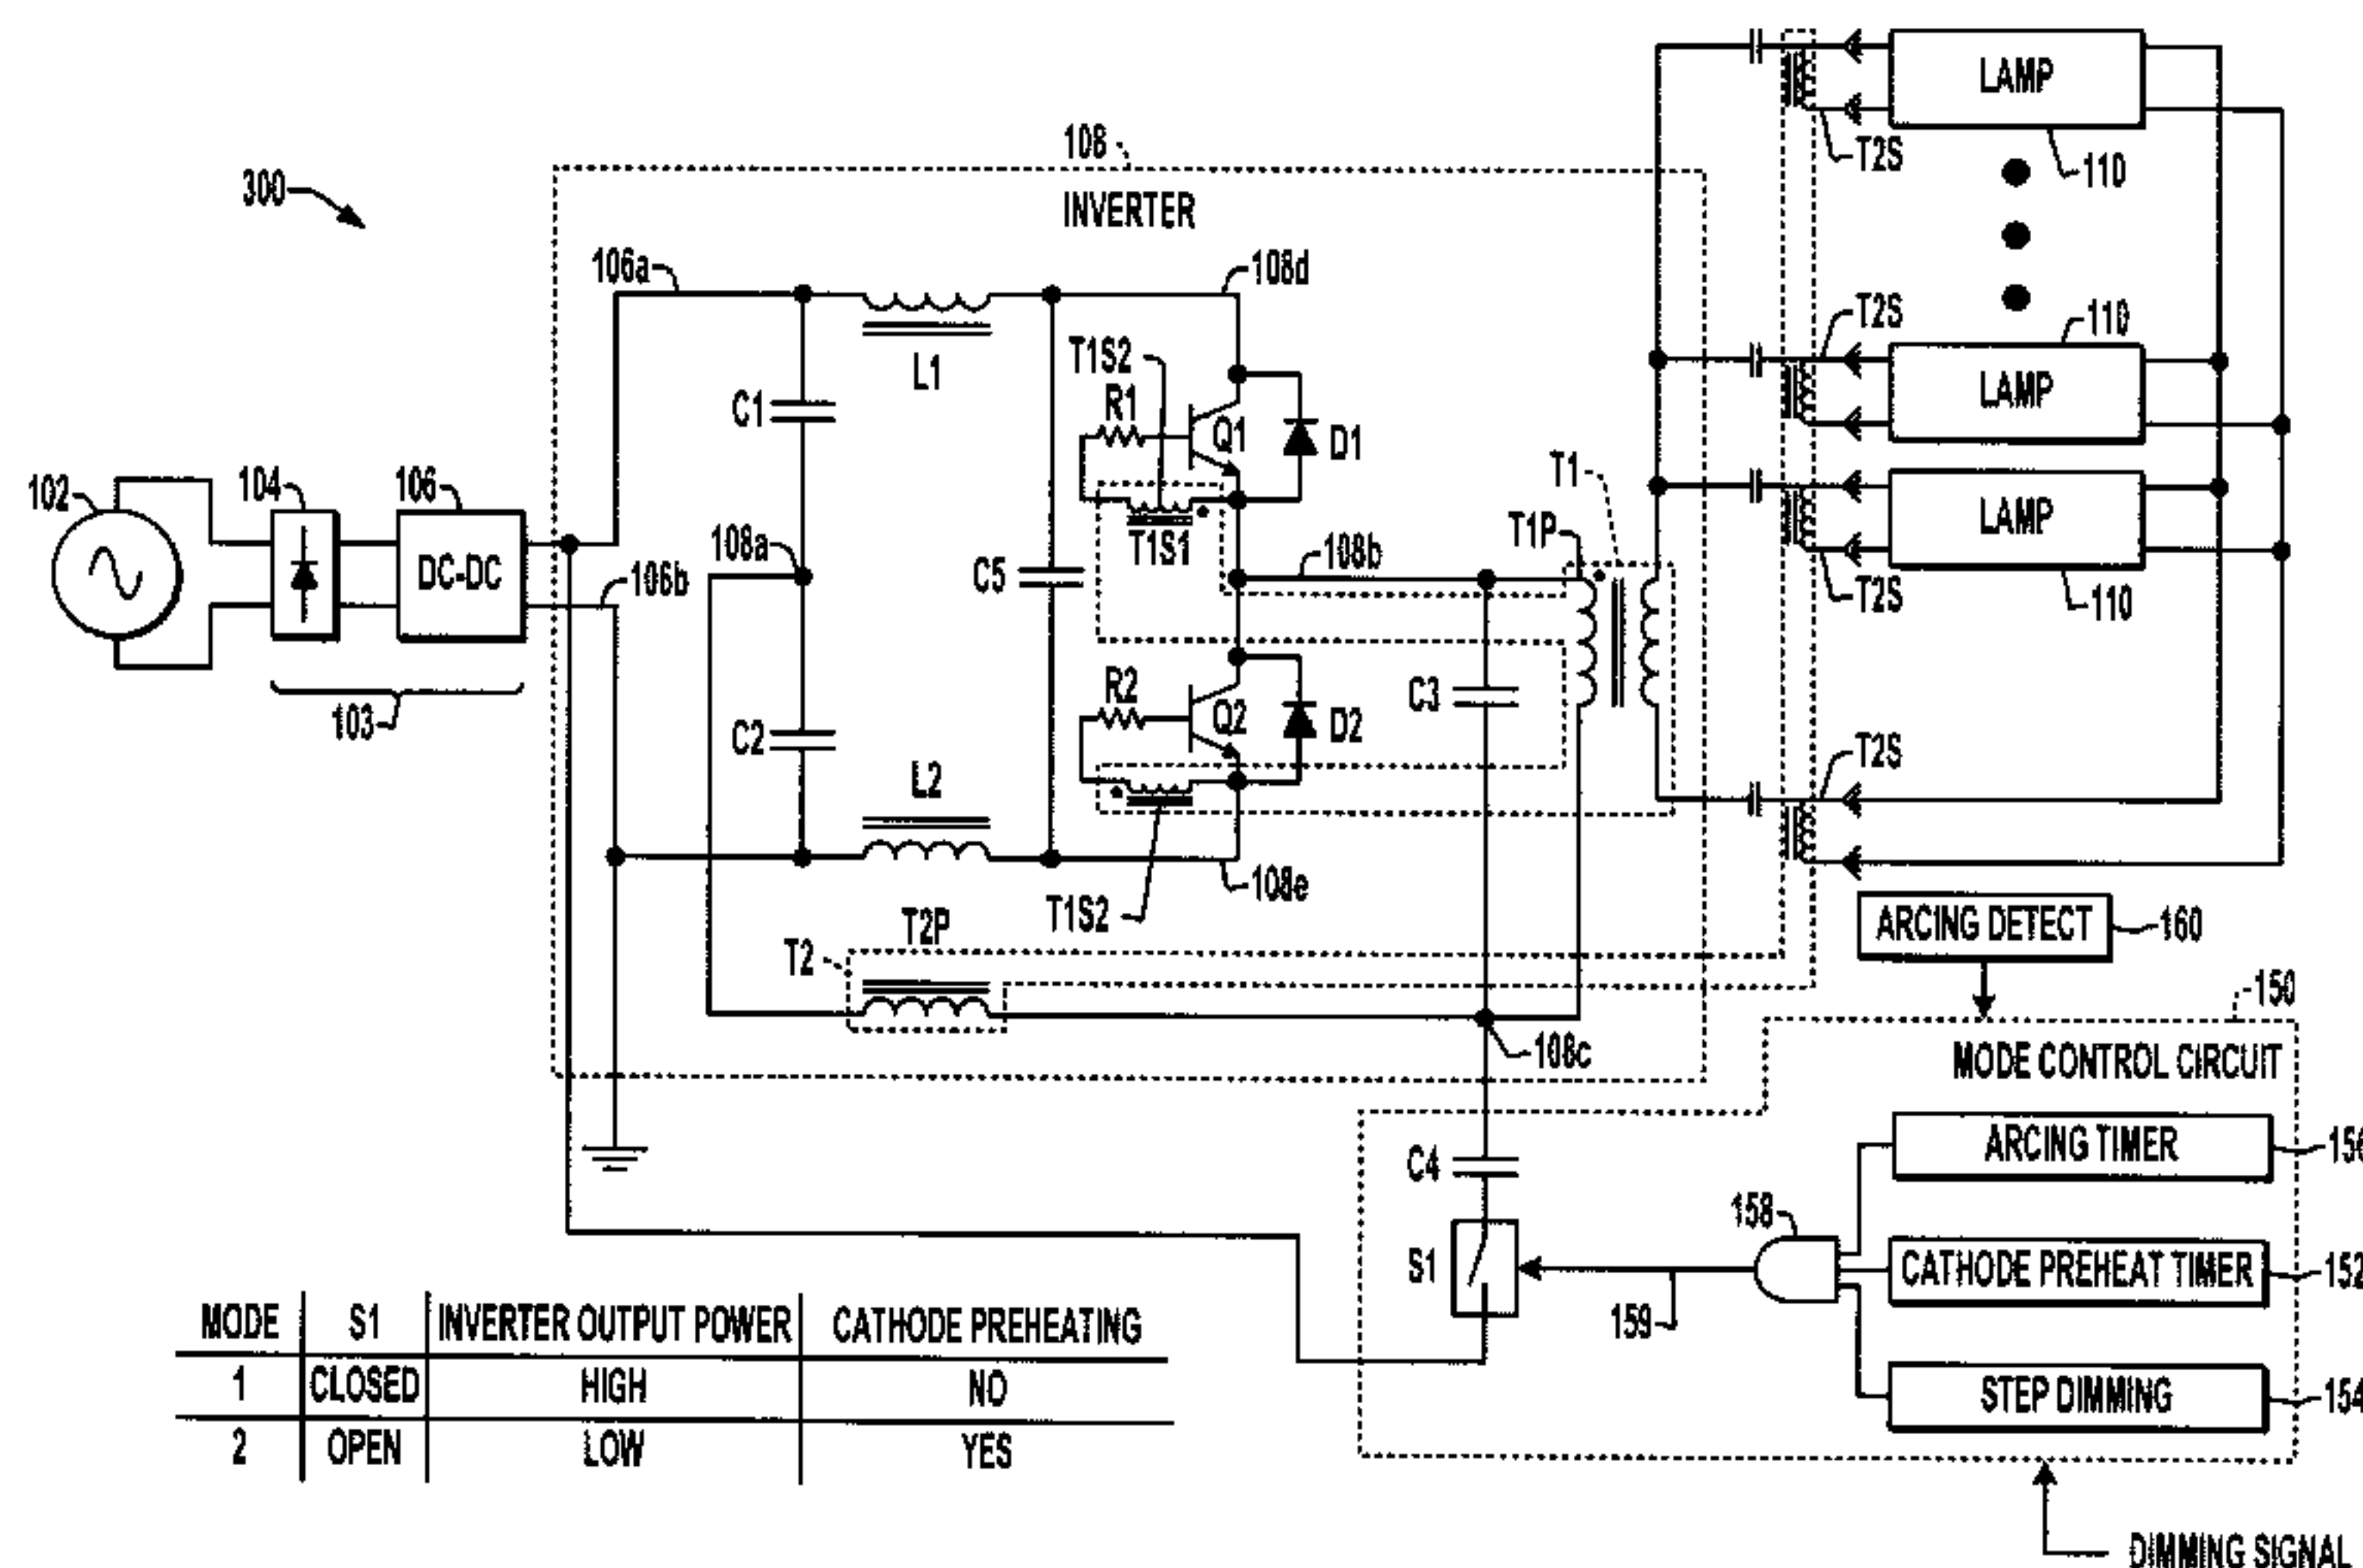 300
108
INVERTER
106a
108d
L1
T1S2
R1
C1
Q1
D1
T1S1
102
104
106
DC-DC
106b
103
108a
C5
108b
T1P
T1
C2
R2
Q2
D2
C3
L2
108e
T1S2
T2P
T2
108c
LAMP
T2S
110
T2S
110
LAMP
LAMP
T2S
110
T2S
ARCING DETECT
160
150
MODE CONTROL CIRCUIT
C4
S1
158
159
ARCING TIMER
156
CATHODE PREHEAT TIMER
152
STEP DIMMING
154
DIMMING SIGNAL
MODE S1 INVERTER OUTPUT POWER CATHODE PREHEATING
1 CLOSED HIGH NO
2 OPEN LOW YES